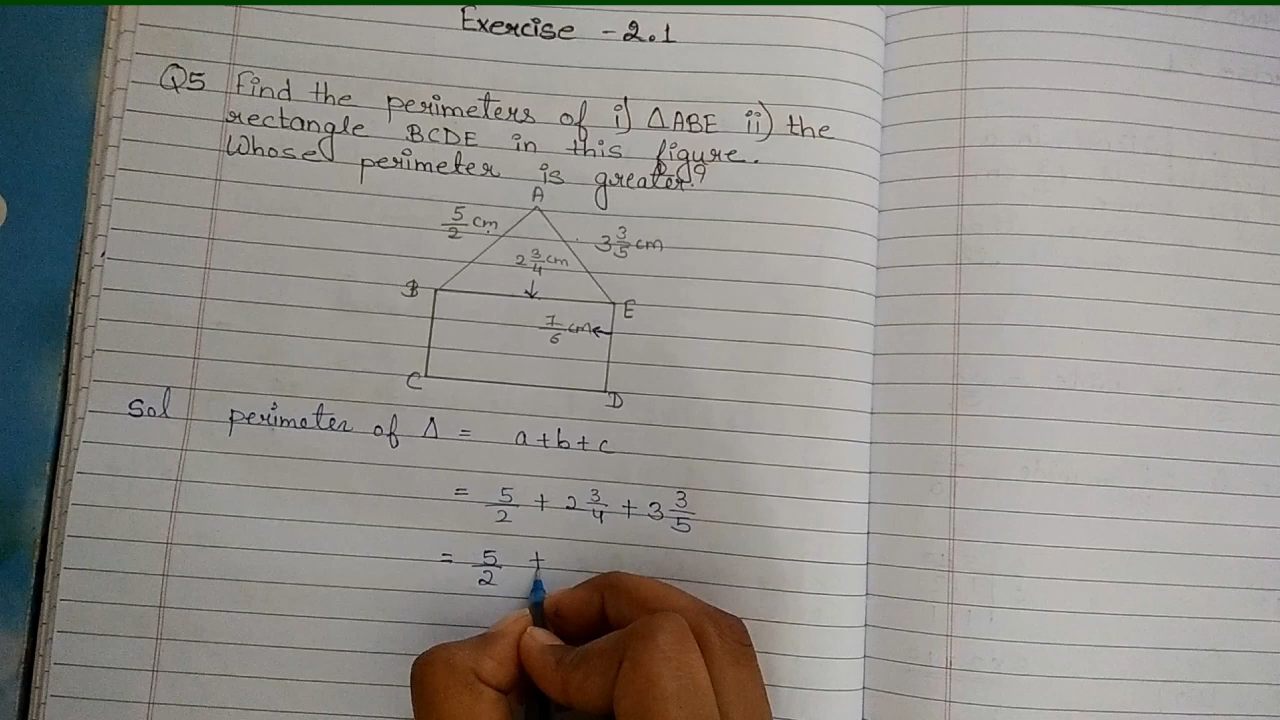 Exercise - 2.1
Q5 Find the perimeters of i) △ABE ii) the
rectangle BCDE in this figure.
Whose perimeter is greater?
A
5/2 cm
3 3/5 cm
2 3/4 cm
↓
B
E
7/6 cm←
C
D
Sol perimeter of △ = a+b+c
= 5/2 + 2 3/4 + 3 3/5
= 5/2 +